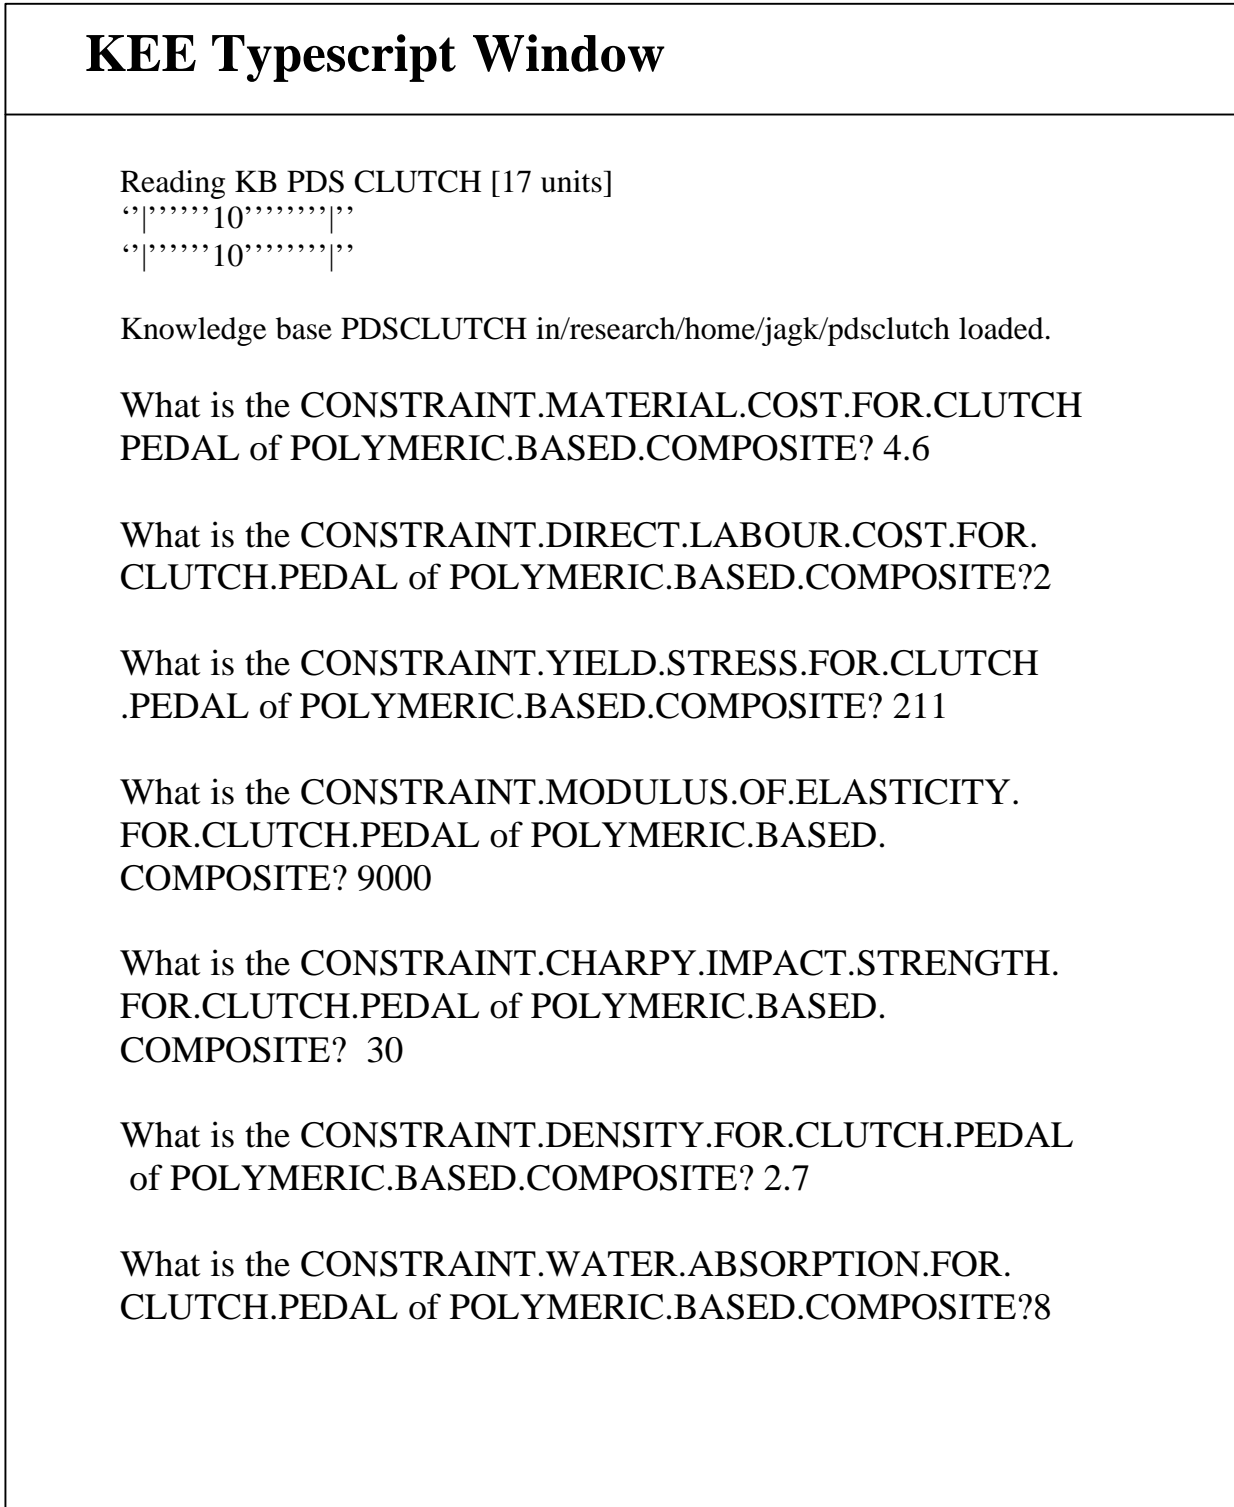 KEE Typescript Window
Reading KB PDS CLUTCH [17 units]
‘’|’’’’’’10’’’’’’’’|’’
‘’|’’’’’’10’’’’’’’’|’’
Knowledge base PDSCLUTCH in/research/home/jagk/pdsclutch loaded.
What is the CONSTRAINT.MATERIAL.COST.FOR.CLUTCH
PEDAL of POLYMERIC.BASED.COMPOSITE? 4.6
What is the CONSTRAINT.DIRECT.LABOUR.COST.FOR.
CLUTCH.PEDAL of POLYMERIC.BASED.COMPOSITE?2
What is the CONSTRAINT.YIELD.STRESS.FOR.CLUTCH
.PEDAL of POLYMERIC.BASED.COMPOSITE? 211
What is the CONSTRAINT.MODULUS.OF.ELASTICITY.
FOR.CLUTCH.PEDAL of POLYMERIC.BASED.
COMPOSITE? 9000
What is the CONSTRAINT.CHARPY.IMPACT.STRENGTH.
FOR.CLUTCH.PEDAL of POLYMERIC.BASED.
COMPOSITE?  30
What is the CONSTRAINT.DENSITY.FOR.CLUTCH.PEDAL
of POLYMERIC.BASED.COMPOSITE? 2.7
What is the CONSTRAINT.WATER.ABSORPTION.FOR.
CLUTCH.PEDAL of POLYMERIC.BASED.COMPOSITE?8